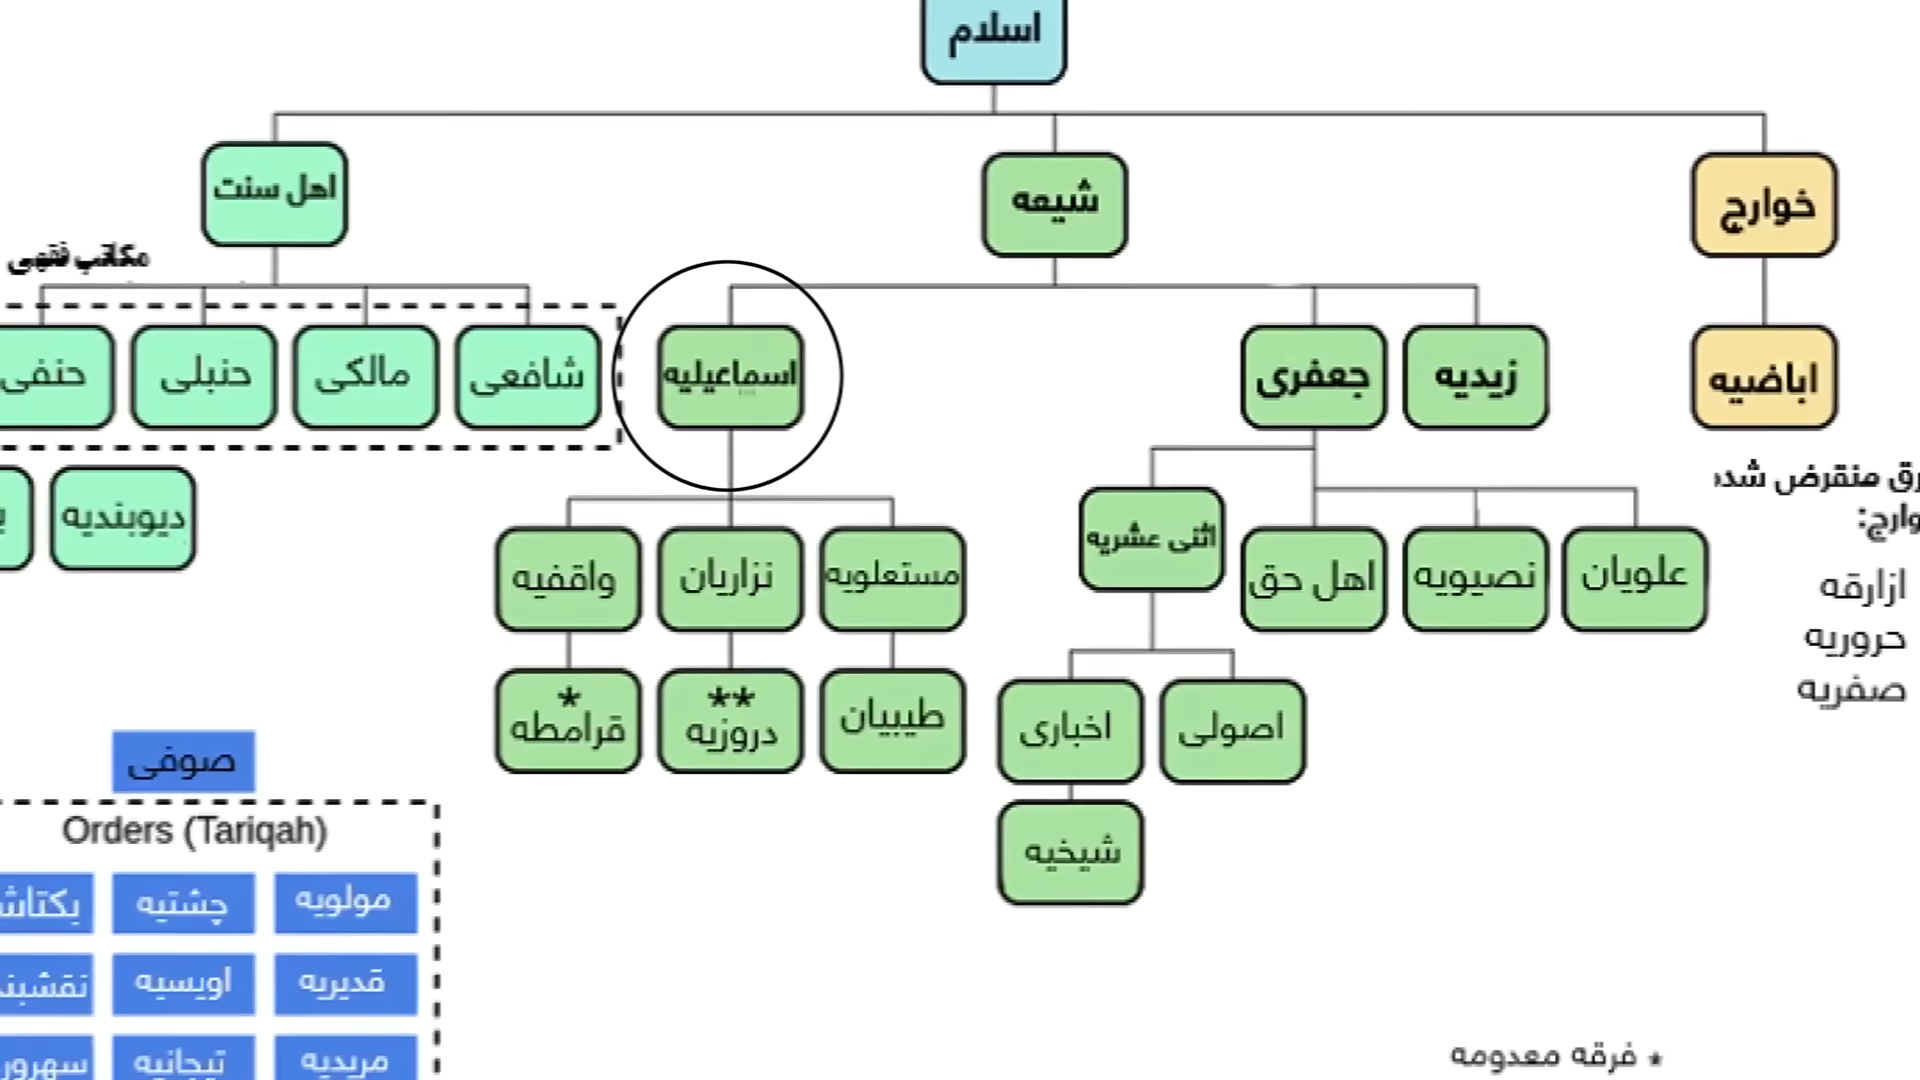 اسلام
اهل سنت
شیعه
خوارج
مکاتب فقهی
حنفی
حنبلی
مالکی
شافعی
اسماعیلیه
جعفری
زیدیه
اباضیه
دیوبندیه
واقفیه
نزاریان
مستعلویه
اثنی عشریه
اهل حق
نصیویه
علویان
منقرض شده
ازارقه
حروریه
صفریه
*
قرامطه
**
دروزیه
طیبیان
اخباری
اصولی
شیخیه
صوفی
Orders (Tariqah)
چشتیه
مولویه
اویسیه
قدیریه
تیجانیه
مریدیه
* فرقه معدومه